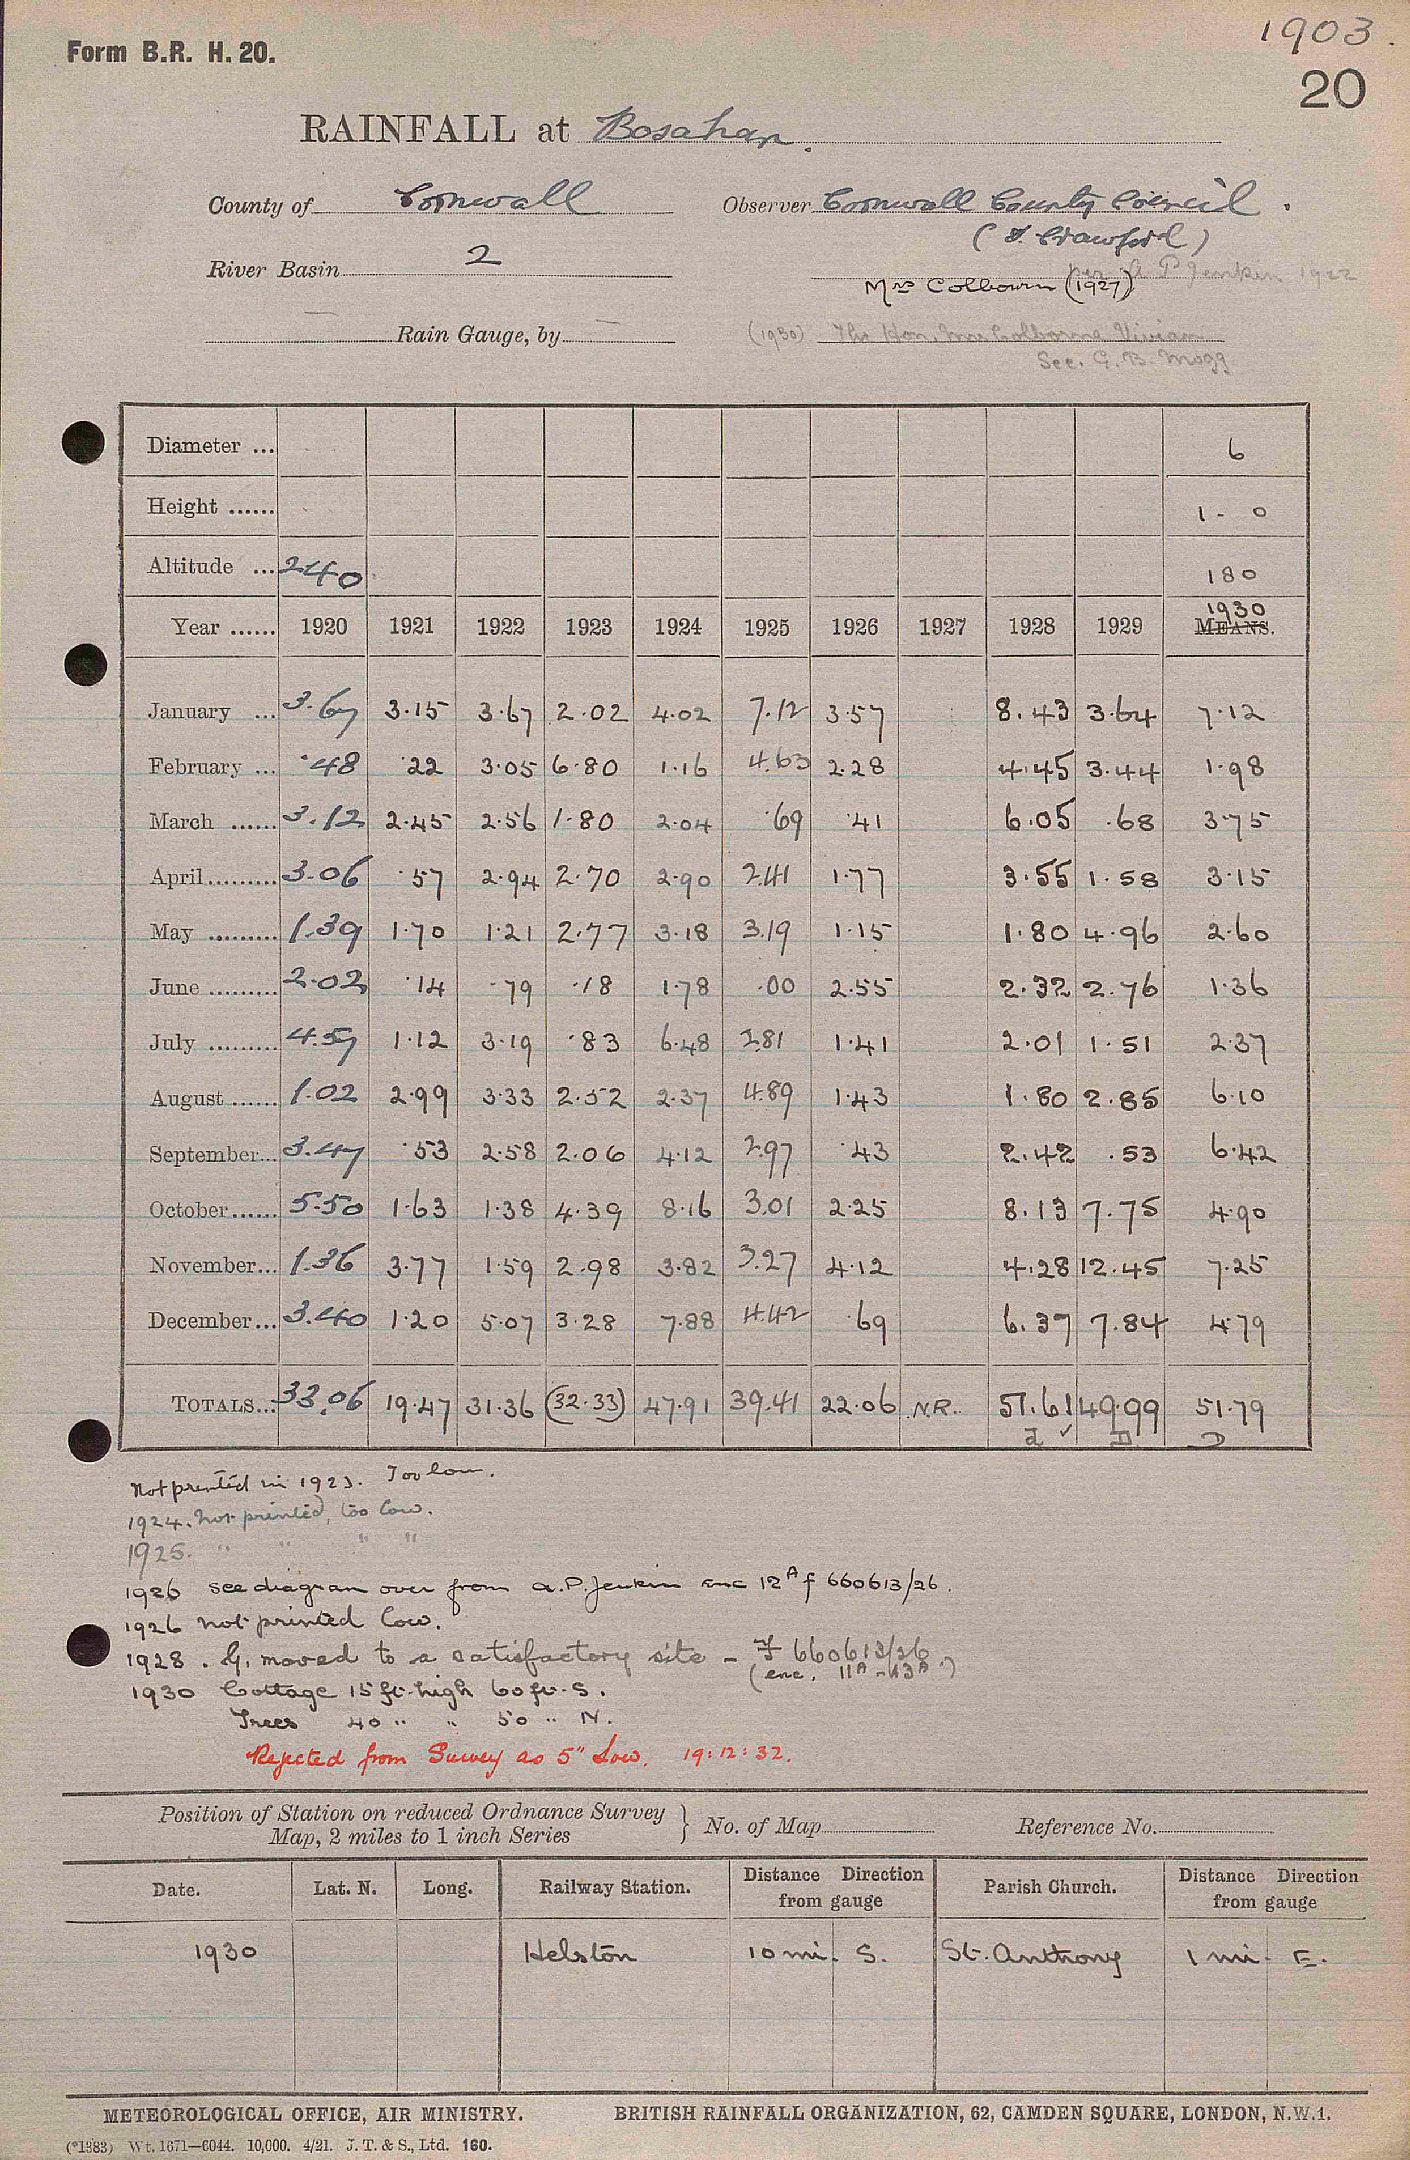 1903.
Form B.R. H. 20.
20
RAINFALL at Bosahan.
County of Cornwall Observer Cornwall County Council.
(F. Crawford)
River Basin 2 per A P Jenkin 1922
Mrs Colbourn (1927)
Rain Gauge, by (1930) The Hon. Mrs Colborne Vivian
Sec. G. B. Mogg
Diameter ... 6
Height ...... 1 - 0
Altitude ... 240 180
1930
Year ...... 1920 1921 1922 1923 1924 1925 1926 1927 1928 1929 MEANS.
January ... 3.67 3.15 3.67 2.02 4.02 7.12 3.57 8.43 3.64 7.12
February ... .48 .22 3.05 6.80 1.16 4.63 2.28 4.45 3.44 1.98
March ...... 3.12 2.45 2.56 1.80 2.04 .69 .41 6.05 .68 3.75
April......... 3.06 .57 2.94 2.70 2.90 2.41 1.77 3.55 1.58 3.15
May ......... 1.39 1.70 1.21 2.77 3.18 3.19 1.15 1.80 4.96 2.60
June ......... 2.02 .14 .79 .18 1.78 .00 2.55 2.32 2.76 1.36
July ......... 4.57 1.12 3.19 .83 6.48 2.81 1.41 2.01 1.51 2.37
August ...... 1.02 2.99 3.33 2.52 2.37 4.89 1.43 1.80 2.85 6.10
September... 3.47 .53 2.58 2.06 4.12 2.97 .43 2.42 .53 6.42
October...... 5.50 1.63 1.38 4.39 8.16 3.01 2.25 8.13 7.75 4.90
November... 1.36 3.77 1.59 2.98 3.82 3.27 4.12 4.28 12.45 7.25
December... 3.40 1.20 5.07 3.28 7.88 4.42 .69 6.37 7.84 4.79
TOTALS... 33.06 19.47 31.36 (32.33) 47.91 39.41 22.06 N.R. 51.61 49.99 51.79
I ✓ D D
Not printed in 1923. Too low.
1924. Not printed, too low.
1925. " " " "
1926 see diagram over from A.P. Jenkin enc 12A f 660613/26.
1926 not printed low.
1928. G. moved to a satisfactory site - F 660613/26
(enc. 11A - 13A.)
1930 Cottage 15 ft. high 60 ft. S.
Trees 40 " " 50 " N.
Rejected from Survey as 5" low. 19:12:32.
Position of Station on reduced Ordnance Survey
Map, 2 miles to 1 inch Series } No. of Map Reference No.
Date. Lat. N. Long. Railway Station. Distance from gauge Direction Parish Church. Distance from gauge Direction
1930 Helston 10 mi. S. St. Anthony 1 mi. E.
METEOROLOGICAL OFFICE, AIR MINISTRY. BRITISH RAINFALL ORGANIZATION, 62, CAMDEN SQUARE, LONDON, N.W.1.
(*1383) Wt. 1671—6044. 10,000. 4/21. J. T. & S., Ltd. 160.